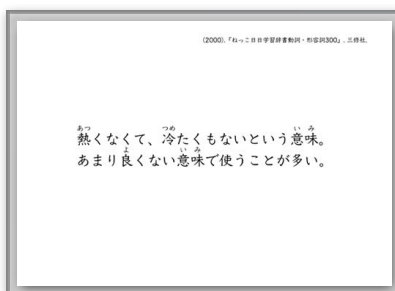 (2000).『ねっこ日日学習辞書動詞・形容詞300』, 三修社.
熱くなくて、冷たくもないという意味。
あまり良くない意味で使うことが多い。